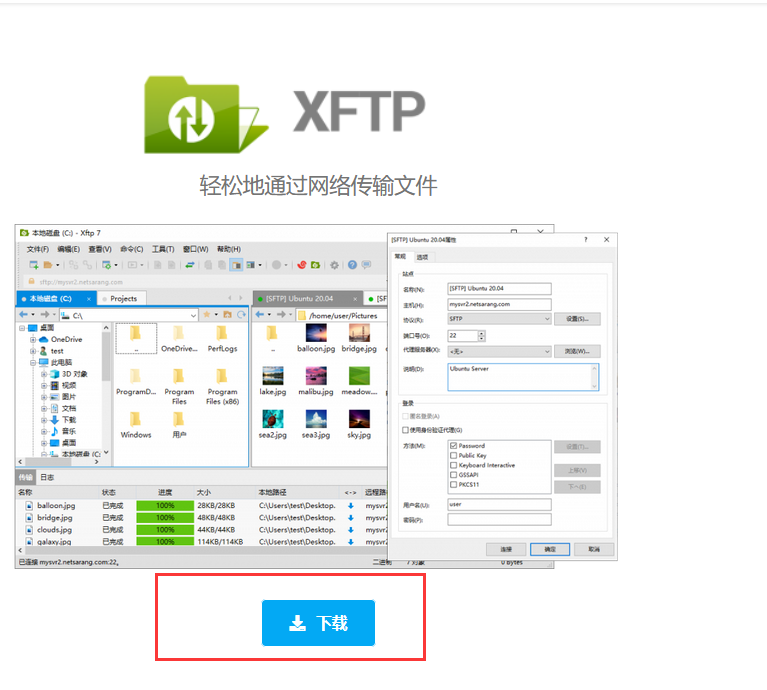 XFTP
轻松地通过网络传输文件
本地磁盘 (C:) - Xftp 7
文件(F) 编辑(E) 查看(V) 命令(C) 工具(T) 窗口(W) 帮助(H)
sftp://mysvr2.netsarang.com
本地磁盘 (C:) × Projects
[SFTP] Ubuntu 20.04 ×
C:\
/home/user/Pictures
桌面
OneDrive
test
此电脑
3D 对象
视频
图片
文档
下载
音乐
桌面
本地磁盘 (C:
..
OneDrive...
PerfLogs
ProgramD...
Program Files
Program Files (x86)
Windows
用户
..
balloon.jpg
bridge.jpg
lake.jpg
malibu.jpg
meadow....
sea2.jpg
sea3.jpg
sky.jpg
传输 日志
名称 状态 进度 大小 本地路径 <-> 远程路
balloon.jpg 已完成 100% 28KB/28KB C:\Users\test\Desktop. mysvr2
bridge.jpg 已完成 100% 48KB/48KB C:\Users\test\Desktop. mysvr2
clouds.jpg 已完成 100% 44KB/44KB C:\Users\test\Desktop. mysvr2
galaxy.jpg 已完成 100% 114KB/114KB C:\Users\test\Desktop. mysvr2
已连接 mysvr2.netsarang.com:22。 二进制 7 对象 0 Bytes
[SFTP] Ubuntu 20.04属性 ? ×
常规 选项
站点
名称(N): [SFTP] Ubuntu 20.04
主机(H): mysvr2.netsarang.com
协议(R): SFTP 设置(S)...
端口号(O): 22
代理服务器(X): <无> 浏览(W)...
说明(D): Ubuntu Server
登录
匿名登录(A)
使用身份验证代理(G)
方法(M): Password
Public Key
Keyboard Interactive
GSSAPI
PKCS11
用户名(U): user
密码(P):
连接 确定 取消
下载